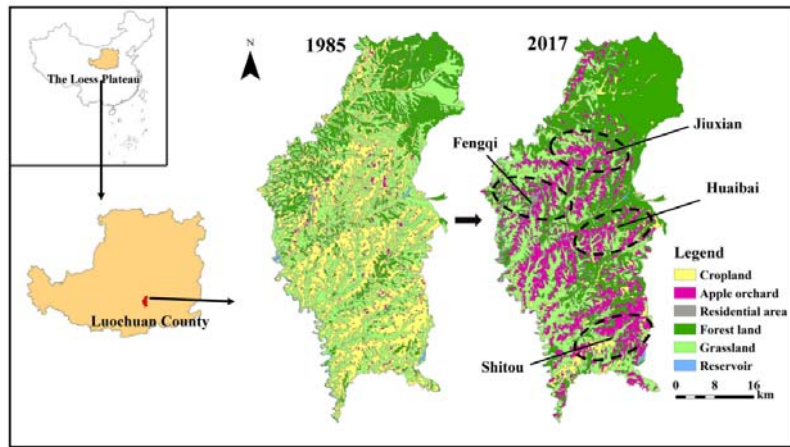 The Loess Plateau
Luochuan County
N
1985
2017
Jiuxian
Fengqi
Huaibai
Shitou
Legend
Cropland
Apple orchard
Residential area
Forest land
Grassland
Reservoir
0 8 16
km